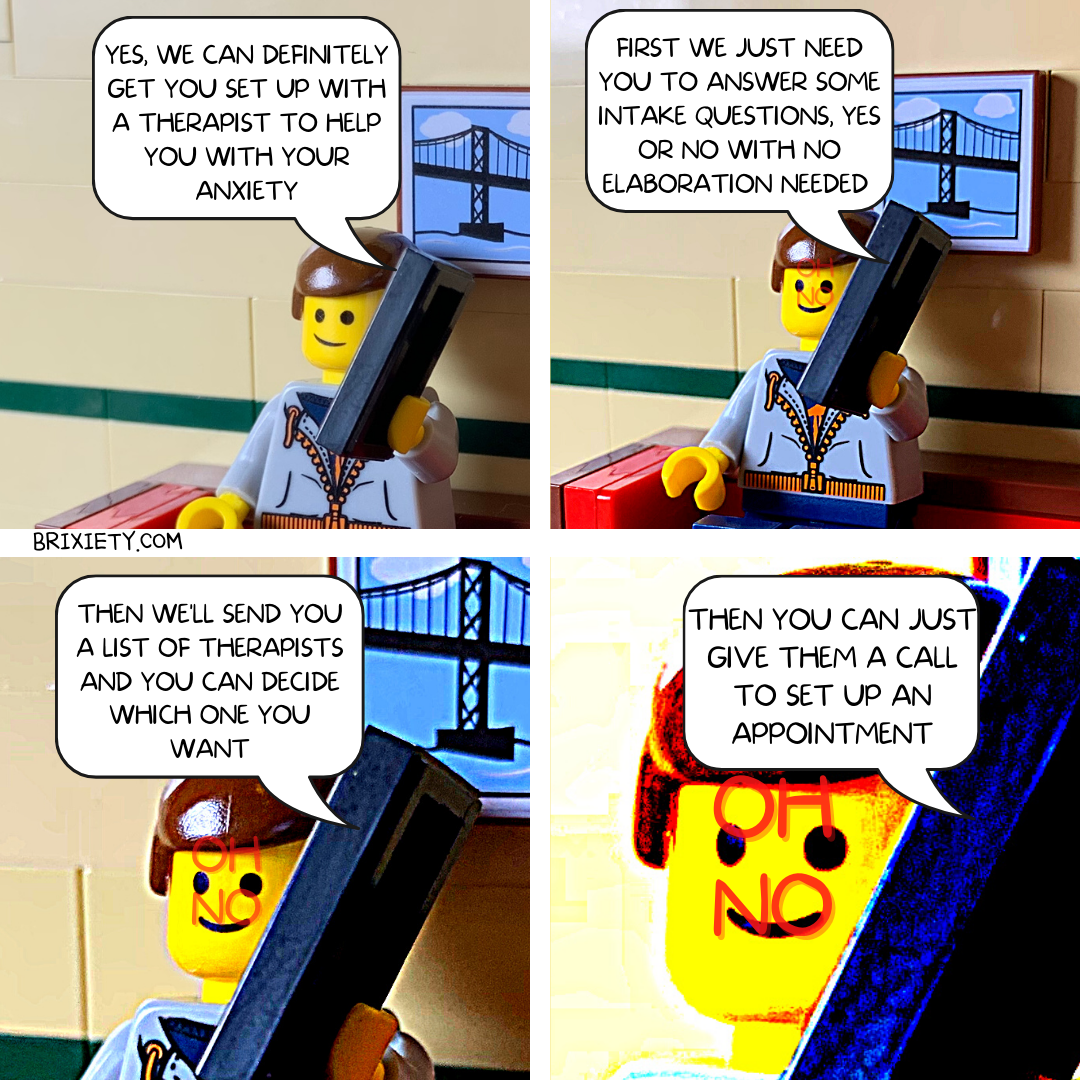 YES, WE CAN DEFINITELY
GET YOU SET UP WITH
A THERAPIST TO HELP
YOU WITH YOUR
ANXIETY
FIRST WE JUST NEED
YOU TO ANSWER SOME
INTAKE QUESTIONS, YES
OR NO WITH NO
ELABORATION NEEDED
OH
NO
BRIXIETY.COM
THEN WE'LL SEND YOU
A LIST OF THERAPISTS
AND YOU CAN DECIDE
WHICH ONE YOU
WANT
OH
NO
THEN YOU CAN JUST
GIVE THEM A CALL
TO SET UP AN
APPOINTMENT
OH
NO